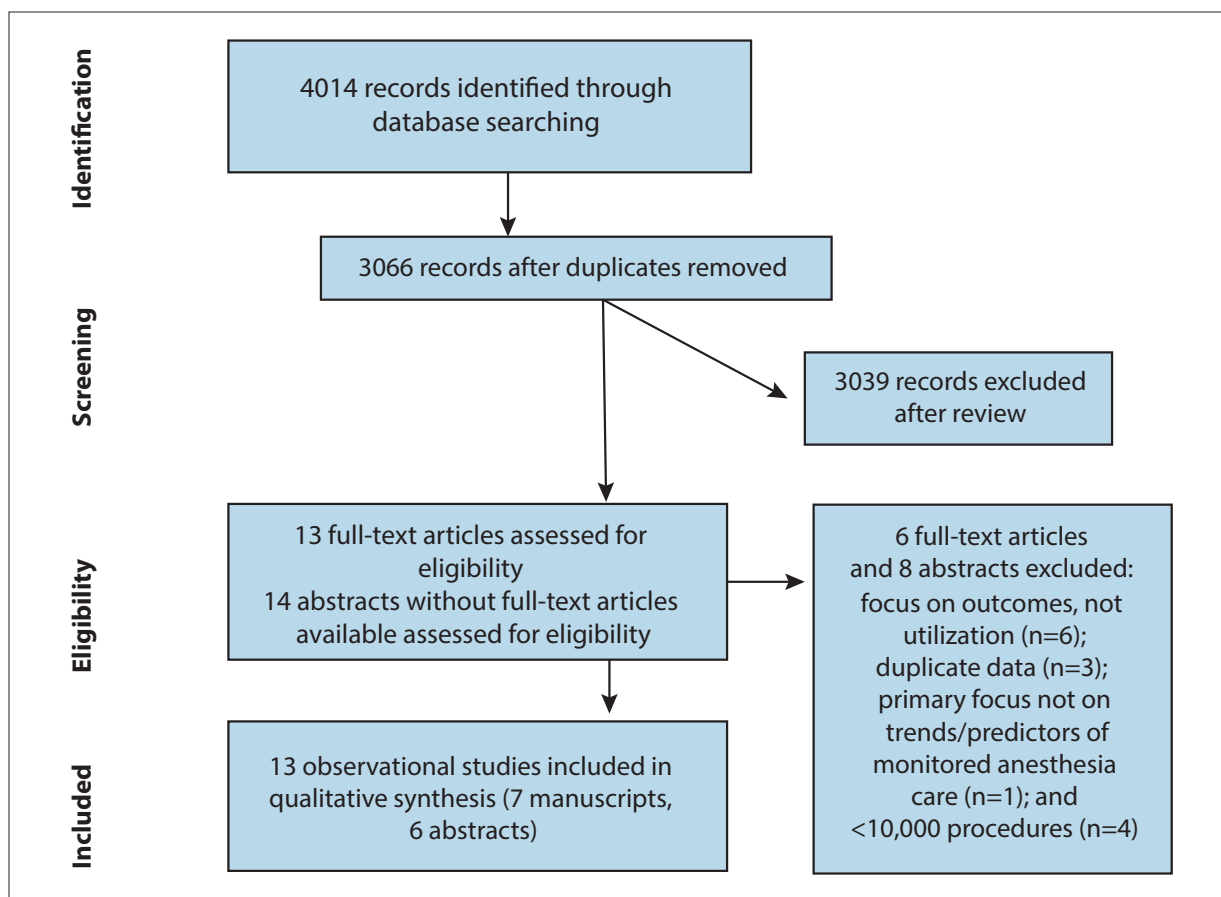 Identification
4014 records identified through
database searching
3066 records after duplicates removed
Screening
3039 records excluded
after review
Eligibility
13 full-text articles assessed for
eligibility
14 abstracts without full-text articles
available assessed for eligibility
6 full-text articles
and 8 abstracts excluded:
focus on outcomes, not
utilization (n=6);
duplicate data (n=3);
primary focus not on
trends/predictors of
monitored anesthesia
care (n=1); and
<10,000 procedures (n=4)
Included
13 observational studies included in
qualitative synthesis (7 manuscripts,
6 abstracts)